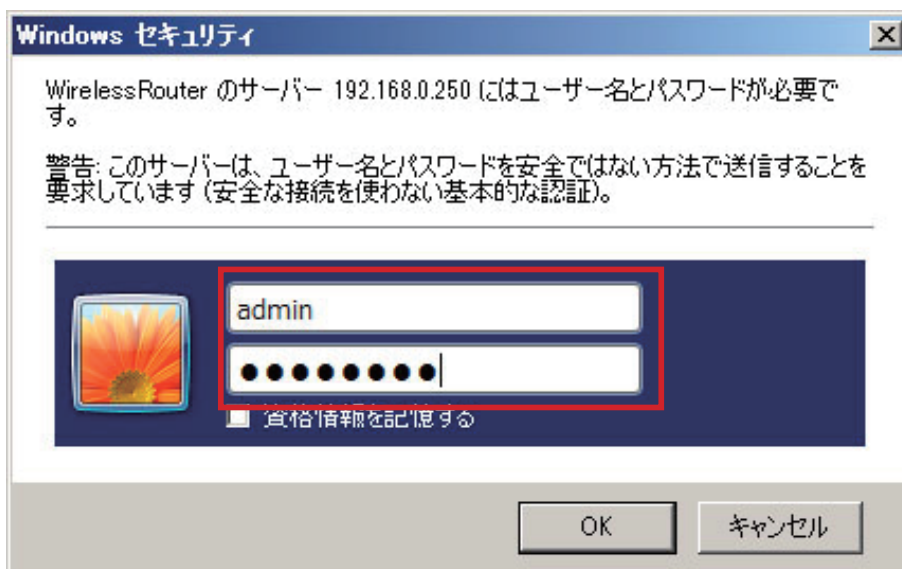 Windows セキュリティ
WirelessRouter のサーバー 192.168.0.250 にはユーザー名とパスワードが必要で
す。
警告: このサーバーは、ユーザー名とパスワードを安全ではない方法で送信することを
要求しています (安全な接続を使わない基本的な認証)。
admin
●●●●●●●●
資格情報を記憶する
OK
キャンセル